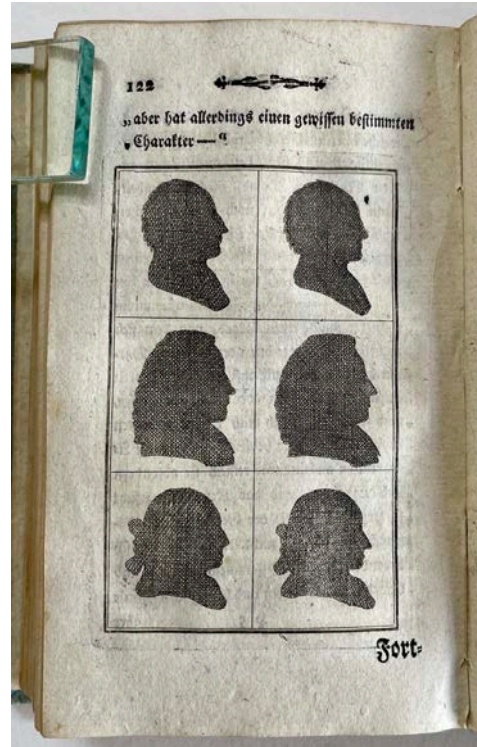 122
„aber hat allerdings einen gewissen bestimmten
„Charakter — “
Fort-